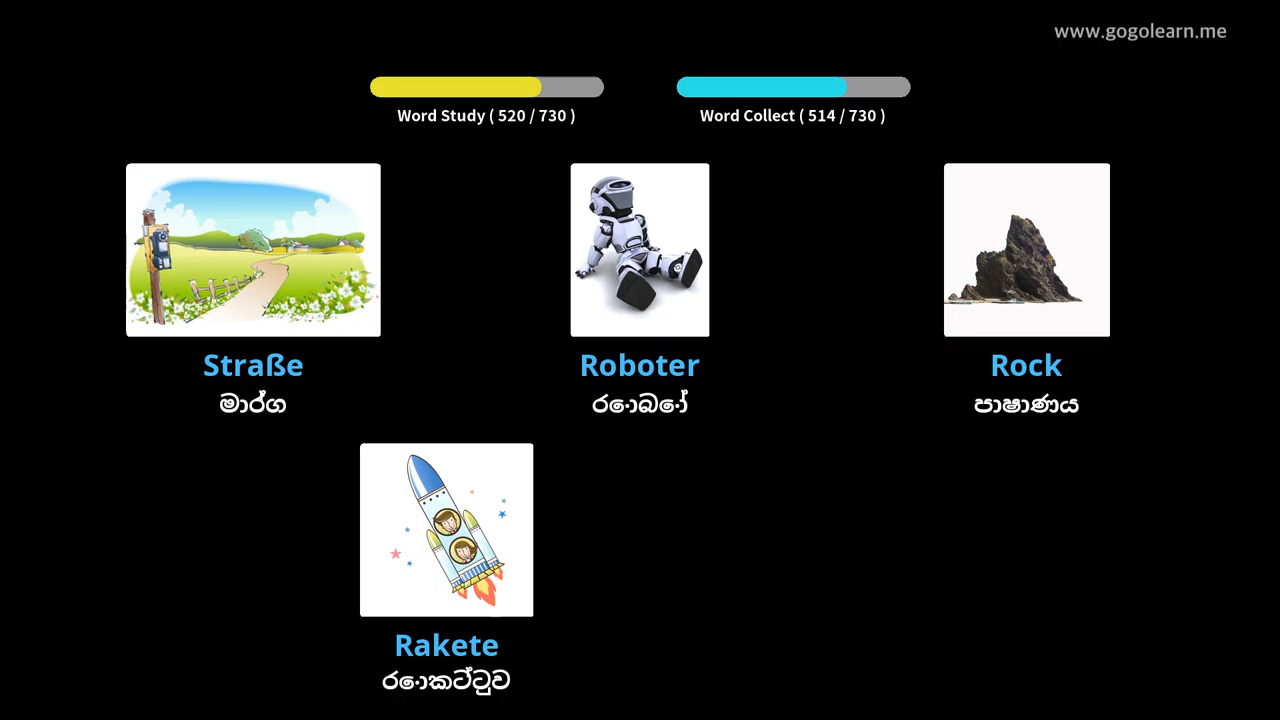 www.gogolearn.me
Word Study ( 520 / 730 )
Word Collect ( 514 / 730 )
Straße
මාර්ග
Roboter
රොබෝ
Rock
පාෂාණය
Rakete
රොකට්ටුව